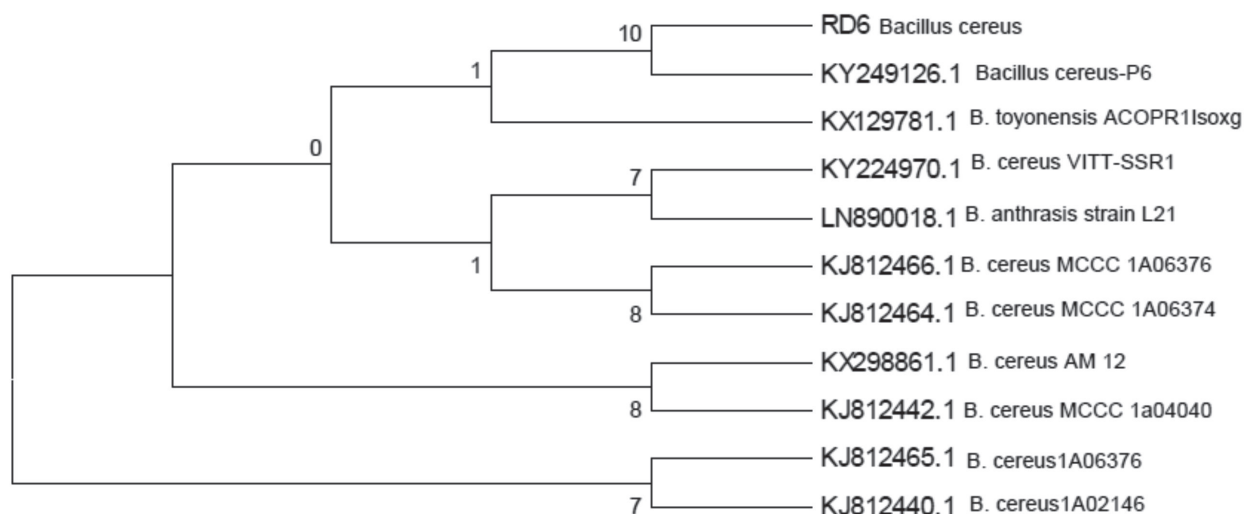 10
RD6 Bacillus cereus
1
KY249126.1 Bacillus cereus-P6
KX129781.1 B. toyonensis ACOPR1Isoxg
0
7
KY224970.1 B. cereus VITT-SSR1
LN890018.1 B. anthrasis strain L21
1
KJ812466.1 B. cereus MCCC 1A06376
8
KJ812464.1 B. cereus MCCC 1A06374
KX298861.1 B. cereus AM 12
8
KJ812442.1 B. cereus MCCC 1a04040
KJ812465.1 B. cereus1A06376
7
KJ812440.1 B. cereus1A02146